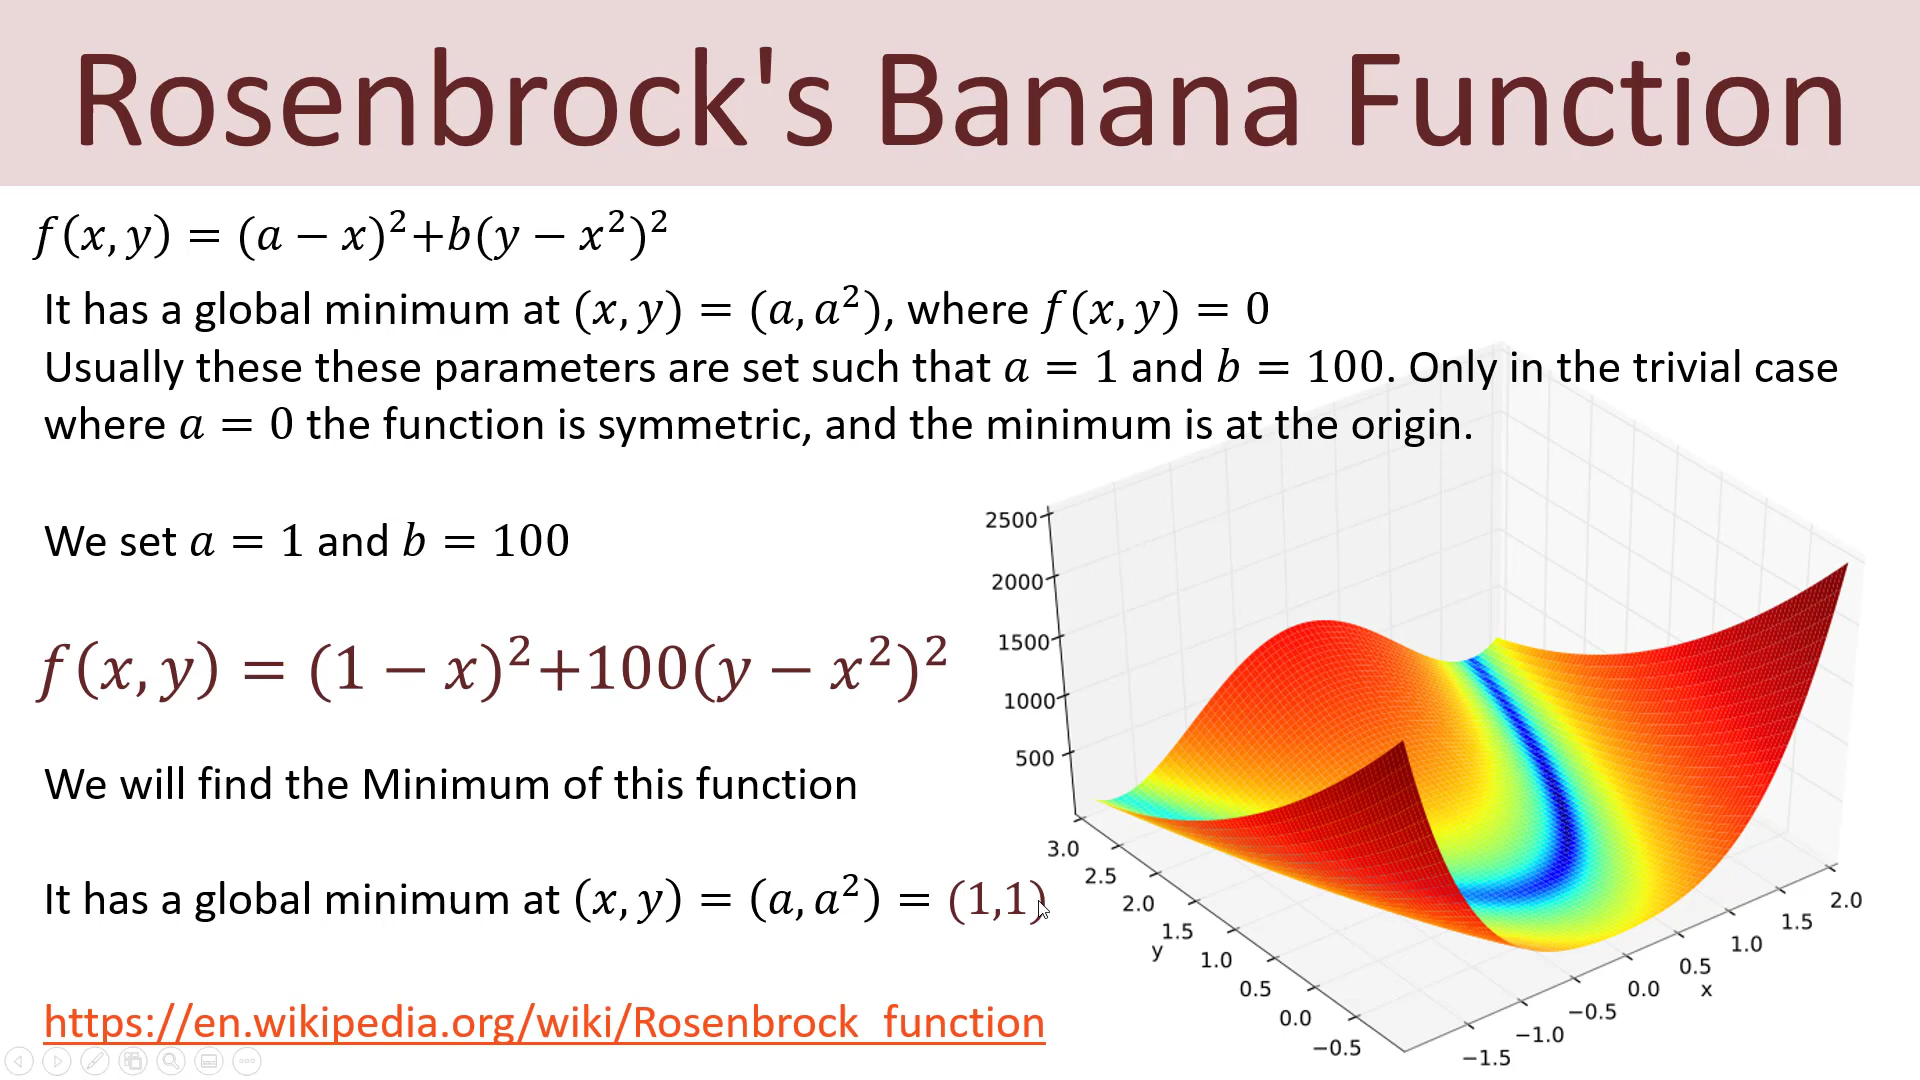 Rosenbrock's Banana Function
f(x, y) = (a − x)²+b(y − x²)²
It has a global minimum at (x, y) = (a, a²), where f(x, y) = 0
Usually these these parameters are set such that a = 1 and b = 100. Only in the trivial case
where a = 0 the function is symmetric, and the minimum is at the origin.
We set a = 1 and b = 100
f(x, y) = (1 − x)²+100(y − x²)²
We will find the Minimum of this function
It has a global minimum at (x, y) = (a, a²) = (1,1)
https://en.wikipedia.org/wiki/Rosenbrock_function
2500
2000
1500
1000
500
3.0
2.5
2.0
1.5
1.0
0.5
0.0
−0.5
y
−1.5
−1.0
−0.5
0.0
0.5
1.0
1.5
2.0
x